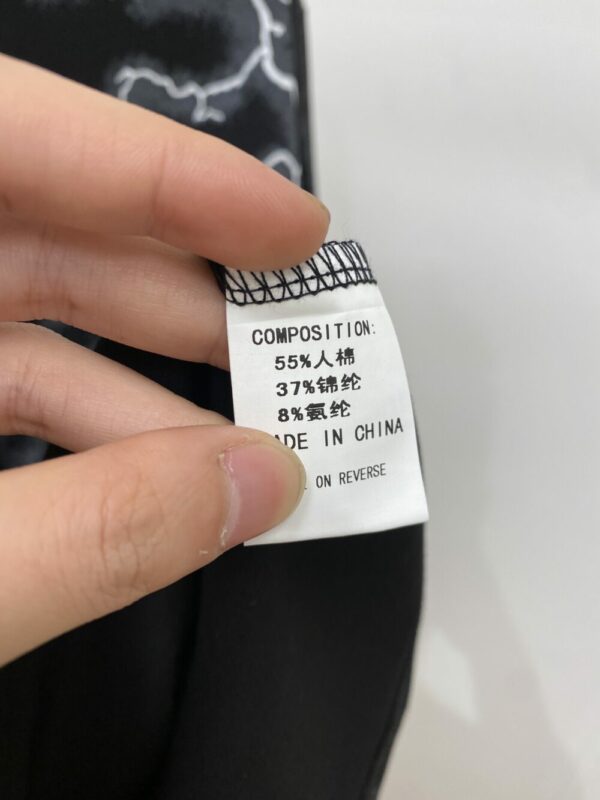 COMPOSITION:
55%人棉
37%锦纶
8%氨纶
IN CHINA
ON REVERSE